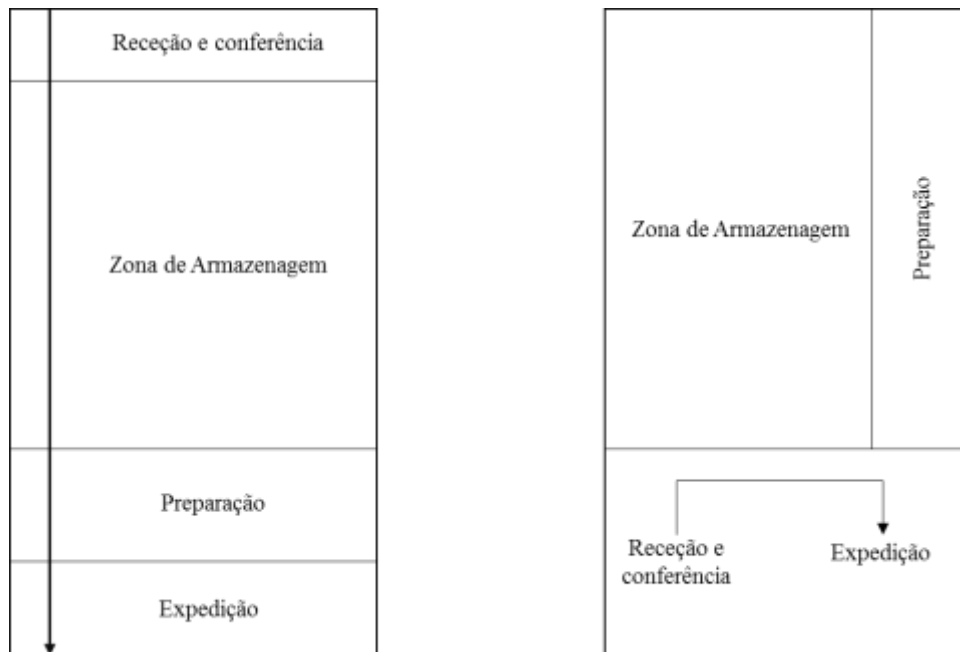 Receção e conferência
Zona de Armazenagem
Preparação
Expedição
Zona de Armazenagem
Preparação
Receção e
conferência
Expedição